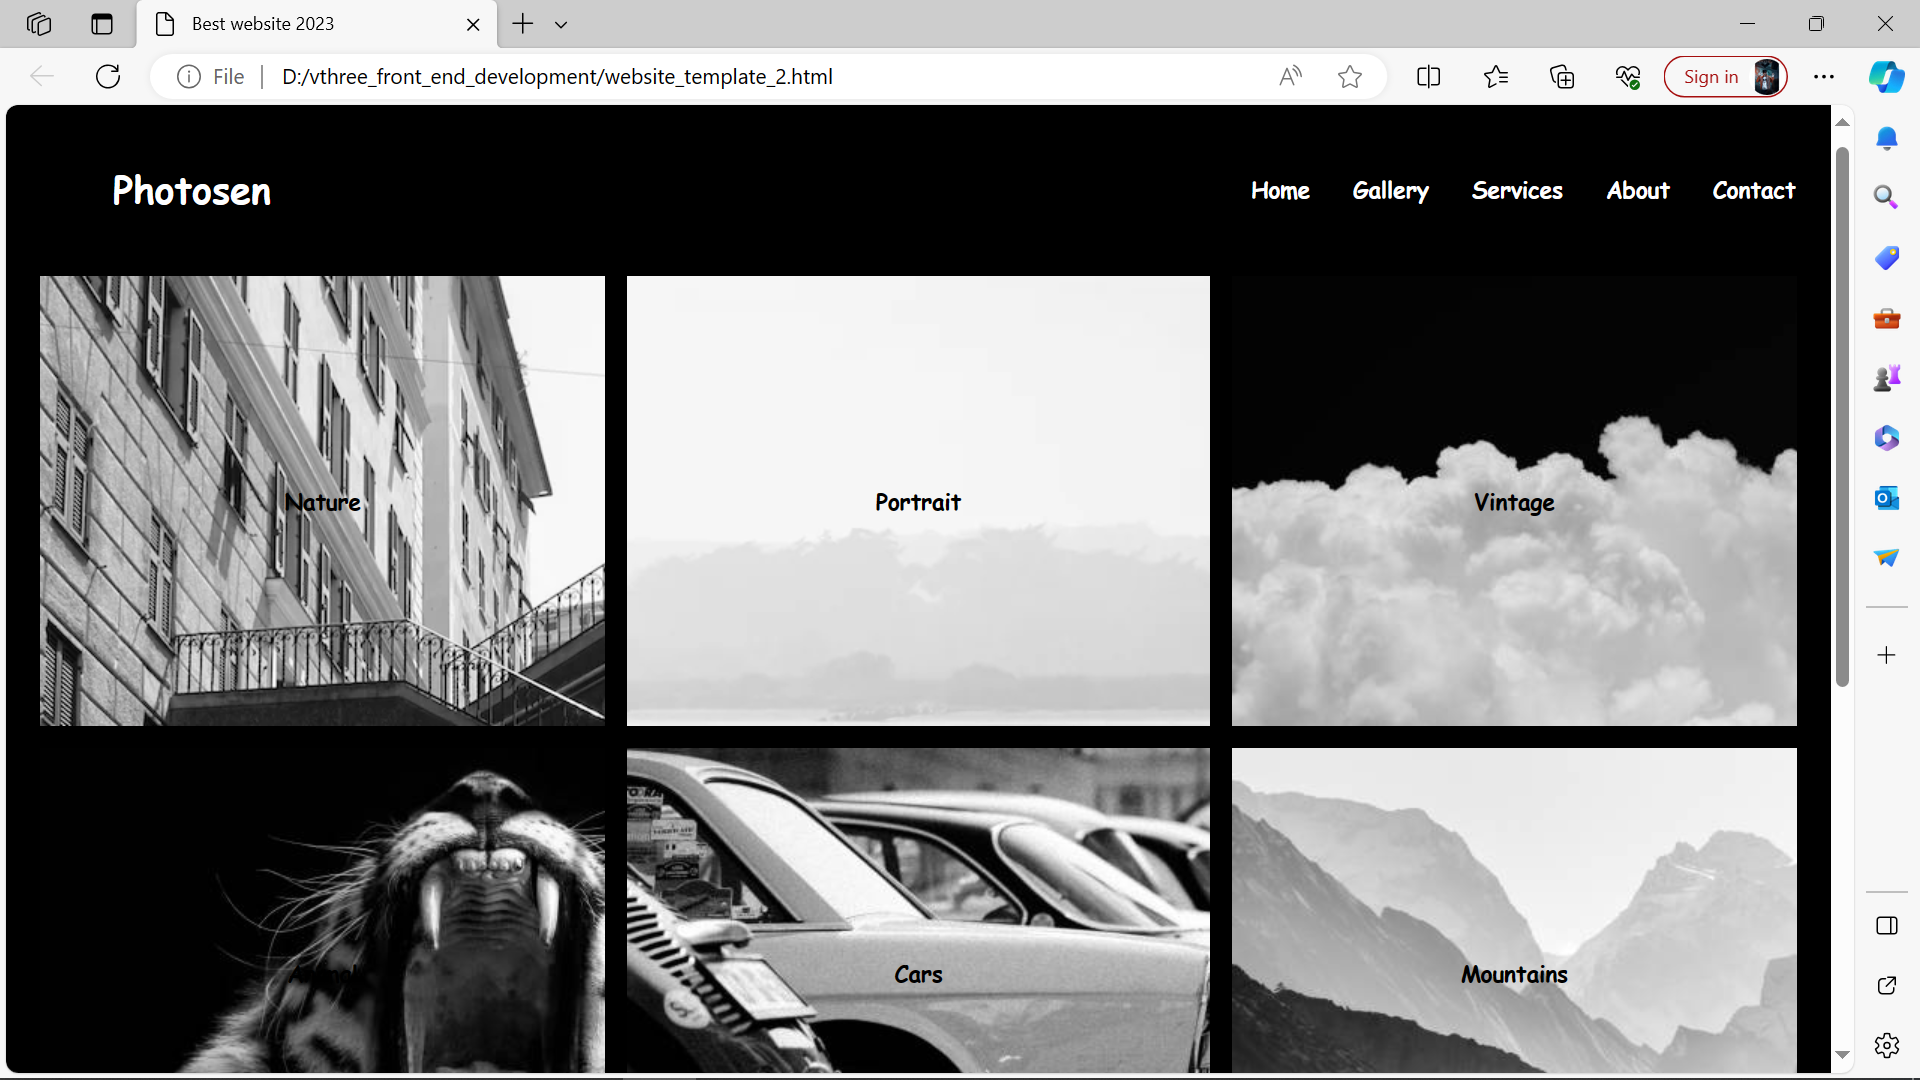 Best website 2023
File
D:/vthree_front_end_development/website_template_2.html
Sign in
Photosen
Home Gallery Services About Contact
Nature
Portrait
Vintage
Cars
Mountains